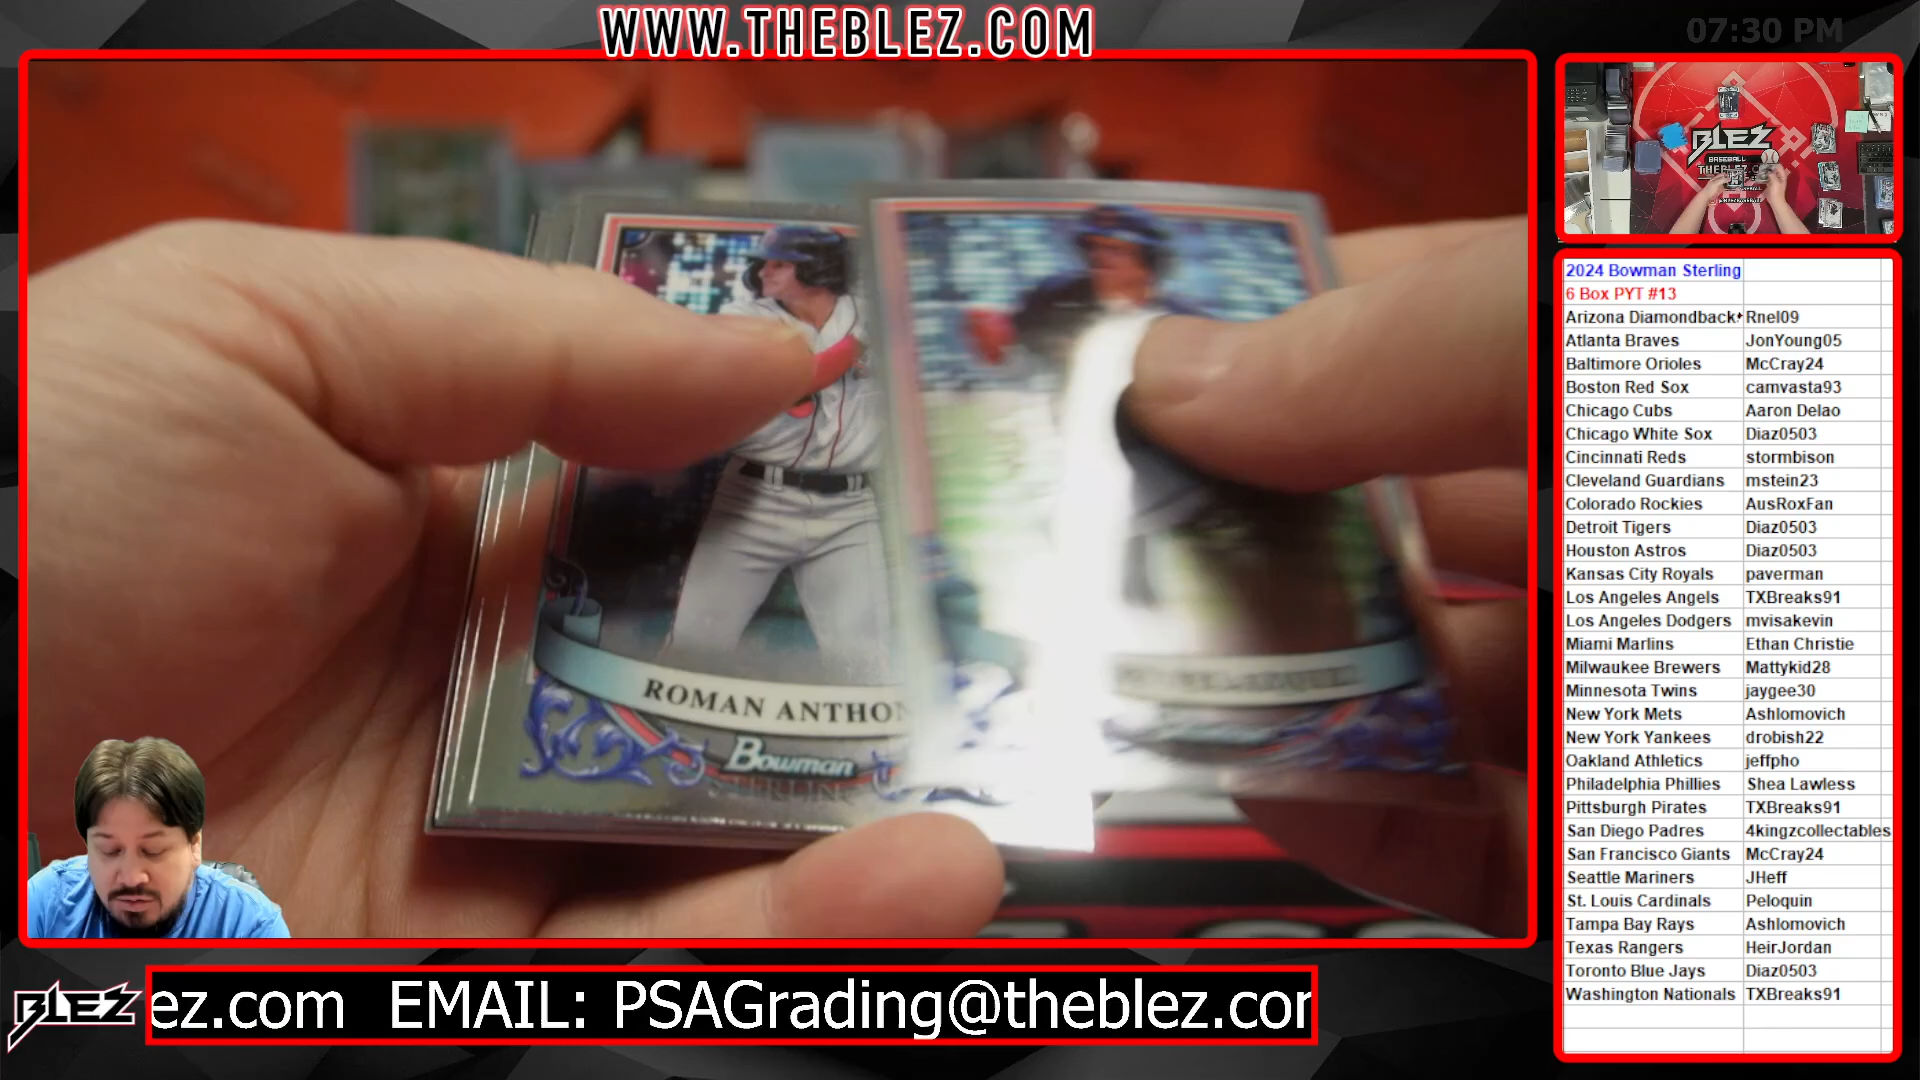 WWW.THEBLEZ.COM
07:30 PM
BLEZ
BASEBALL
2024 Bowman Sterling
6 Box PYT #13
Arizona Diamondback Rnel09
Atlanta Braves JonYoung05
Baltimore Orioles McCray24
Boston Red Sox camvasta93
Chicago Cubs Aaron Delao
Chicago White Sox Diaz0503
Cincinnati Reds stormbison
Cleveland Guardians mstein23
Colorado Rockies AusRoxFan
Detroit Tigers Diaz0503
Houston Astros Diaz0503
Kansas City Royals paverman
Los Angeles Angels TXBreaks91
Los Angeles Dodgers mvisakevin
Miami Marlins Ethan Christie
Milwaukee Brewers Mattykid28
Minnesota Twins jaygee30
New York Mets Ashlomovich
New York Yankees drobish22
Oakland Athletics jeffpho
Philadelphia Phillies Shea Lawless
Pittsburgh Pirates TXBreaks91
San Diego Padres 4kingzcollectables
San Francisco Giants McCray24
Seattle Mariners JHeff
St. Louis Cardinals Peloquin
Tampa Bay Rays Ashlomovich
Texas Rangers HeirJordan
Toronto Blue Jays Diaz0503
Washington Nationals TXBreaks91
ROMAN ANTHO
Bowman
STERLING
BLEZ
ez.com EMAIL: PSAGrading@theblez.cor